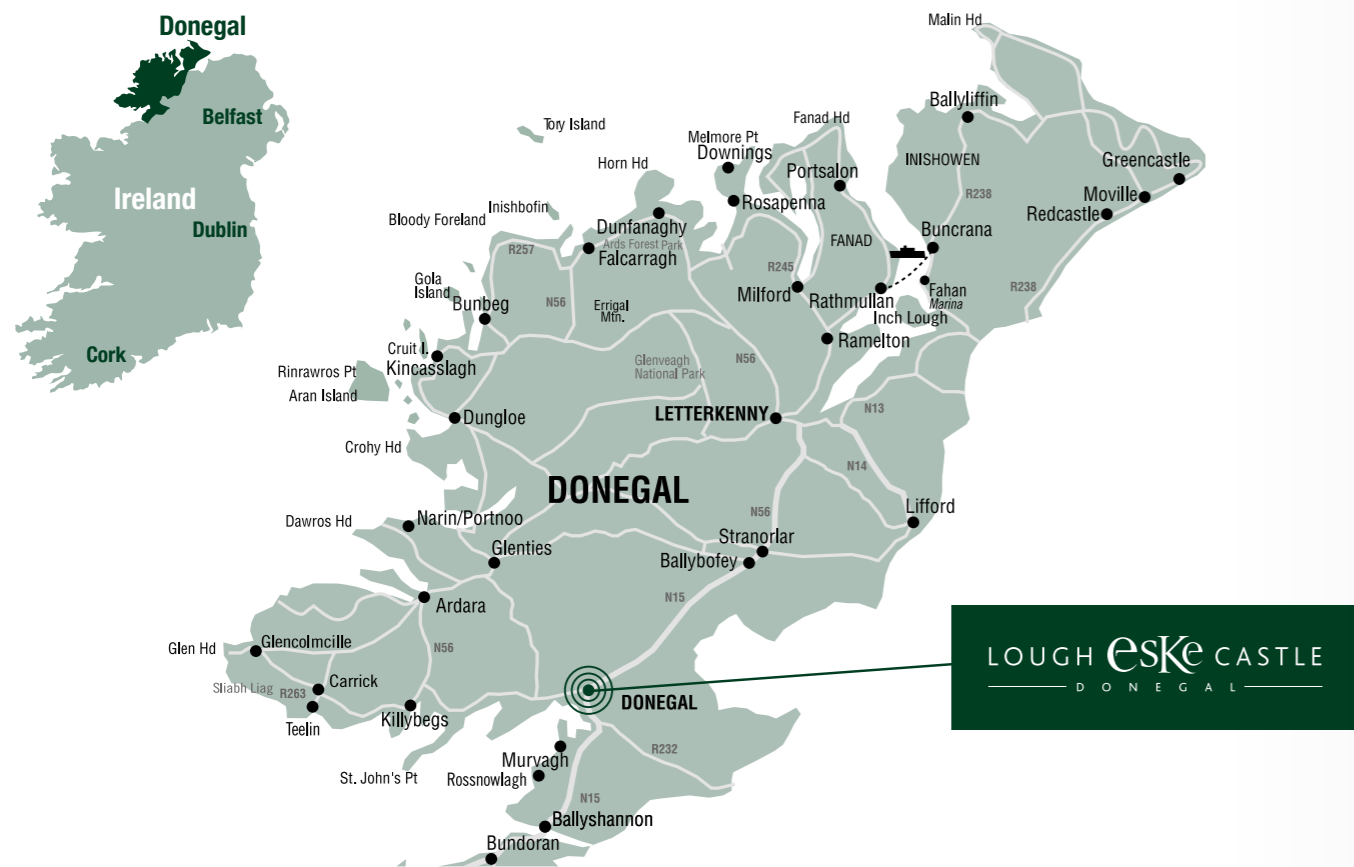 Donegal
Belfast
Ireland
Dublin
Cork
Malin Hd
Ballyliffin
Fanad Hd
Tory Island
Melmore Pt
Downings
INISHOWEN
Greencastle
Horn Hd
Portsalon
Moville
R238
Rosapenna
Redcastle
Inishbofin
Bloody Foreland
Dunfanaghy
Buncrana
Ards Forest Park
FANAD
R257
Falcarragh
R245
Gola
Island
Milford
Rathmullan
Fahan
Marina
R238
Bunbeg
N56
Errigal
Mtn.
Inch Lough
Ramelton
Cruit I.
Kincasslagh
Glenveagh
National Park
N56
Rinrawros Pt
Aran Island
Dungloe
LETTERKENNY
N13
Crohy Hd
N14
DONEGAL
Lifford
Narin/Portnoo
Dawros Hd
N56
Stranorlar
Glenties
Ballybofey
Ardara
N15
Glencolmcille
Glen Hd
N56
LOUGH eske CASTLE
DONEGAL
Carrick
Sliabh Liag
R263
DONEGAL
Killybegs
Teelin
Murvagh
R232
St. John's Pt
Rossnowlagh
N15
Ballyshannon
Bundoran